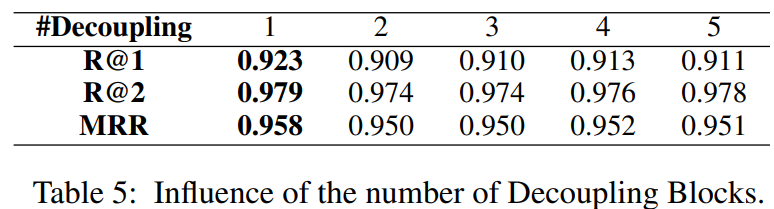 #Decoupling 1 2 3 4 5
R@1 0.923 0.909 0.910 0.913 0.911
R@2 0.979 0.974 0.974 0.976 0.978
MRR 0.958 0.950 0.950 0.952 0.951
Table 5: Influence of the number of Decoupling Blocks.